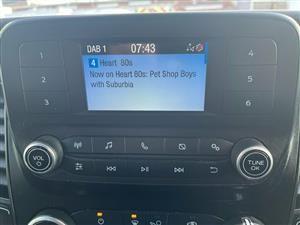 DAB 1 07:43
4 Heart 80s
Now on Heart 80s: Pet Shop Boys
with Suburbia
1 4
2 5
3 6
VOL
TUNE
OK